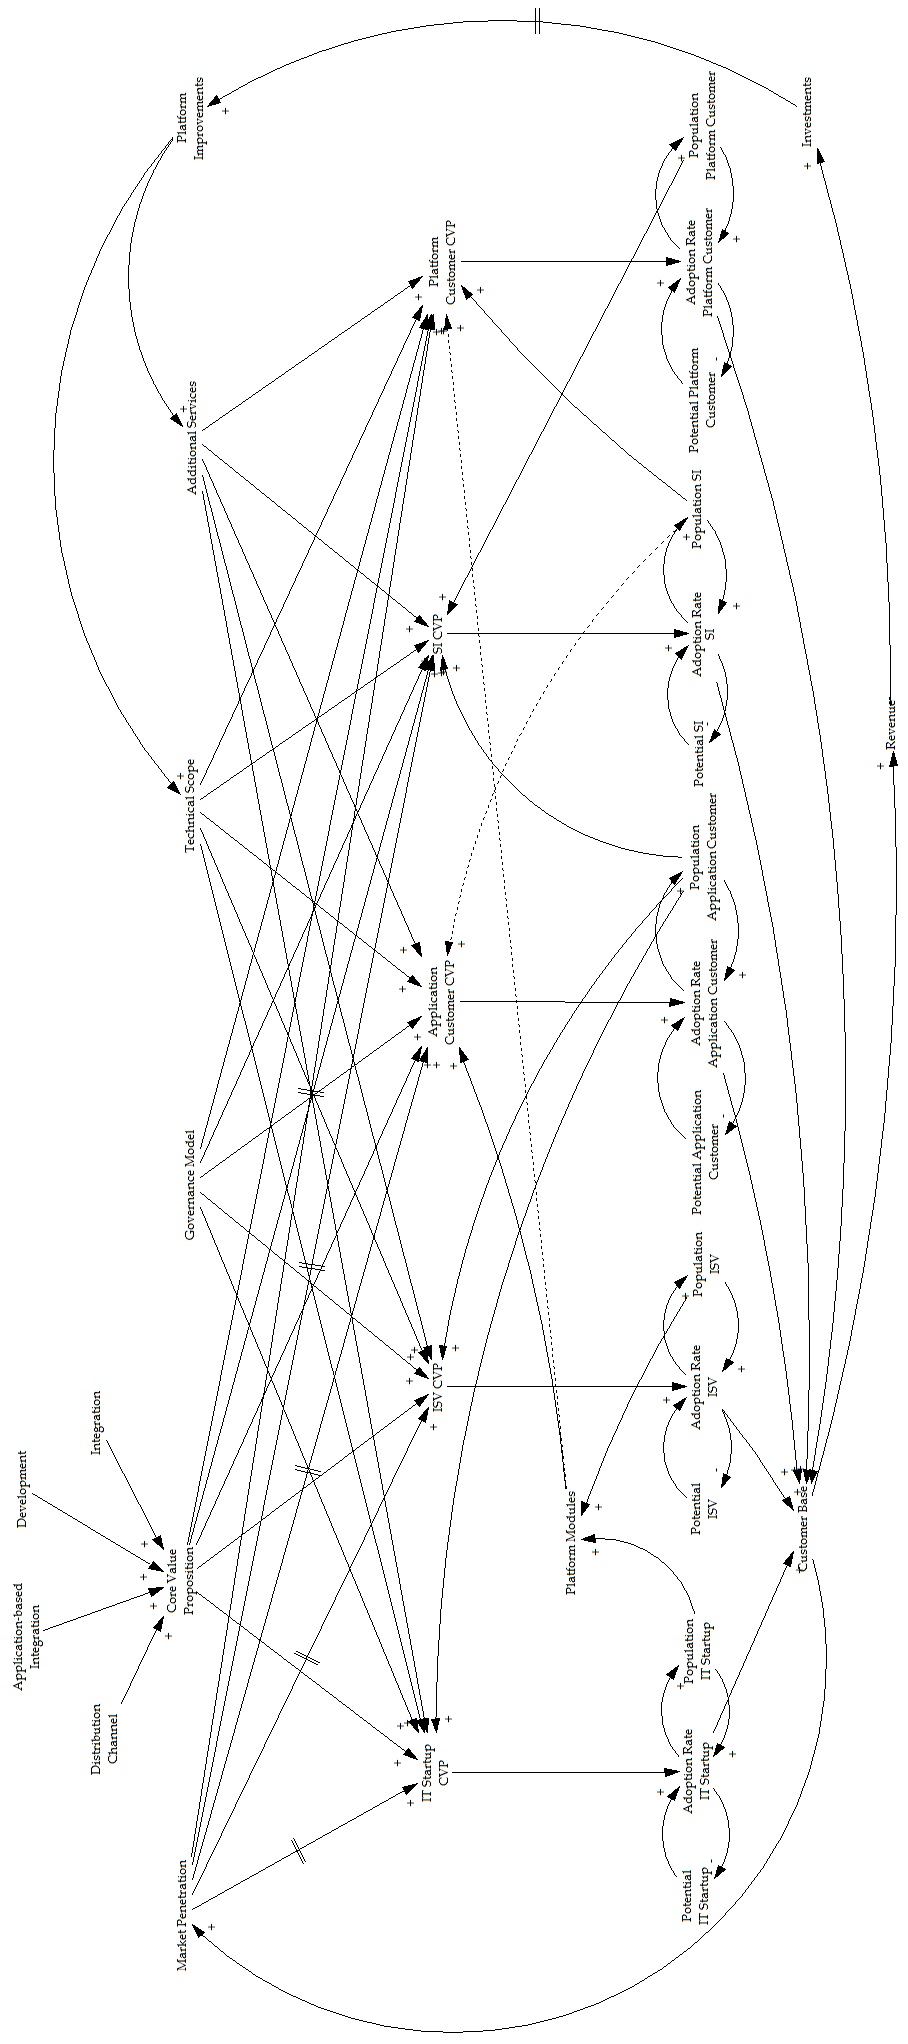 Distribution
Channel
Application-based
Integration
Development
Integration
Market Penetration
Core Value
Proposition
Governance Model
Technical Scope
Additional Services
Platform
Improvements
IT Startup
CVP
ISV CVP
Application
Customer CVP
SI CVP
Platform
Customer CVP
Platform Modules
Potential
IT Startup
Adoption Rate
IT Startup
Population
IT Startup
Potential
ISV
Adoption Rate
ISV
Population
ISV
Potential Application
Customer
Adoption Rate
Application Customer
Population
Application Customer
Potential SI
Adoption Rate
SI
Population SI
Potential Platform
Customer
Adoption Rate
Platform Customer
Population
Platform Customer
Customer Base
Revenue
Investments